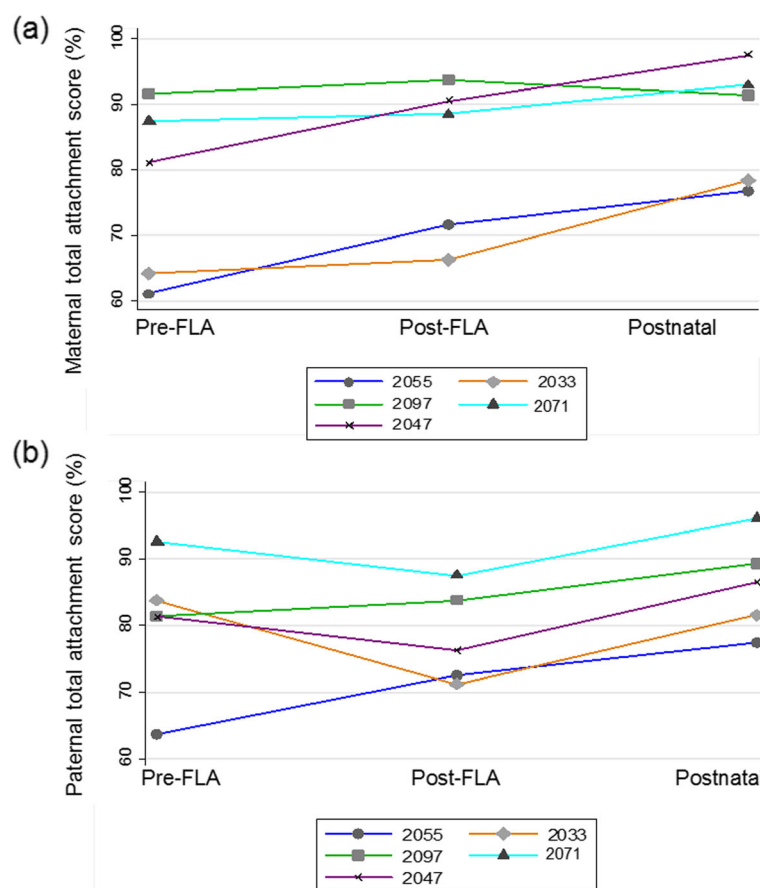 (a)
Maternal total attachment score (%)
100
90
80
70
60
Pre-FLA Post-FLA Postnatal
2055 2033
2097 2071
2047
(b)
Paternal total attachment score (%)
100
90
80
70
60
Pre-FLA Post-FLA Postnata
2055 2033
2097 2071
2047